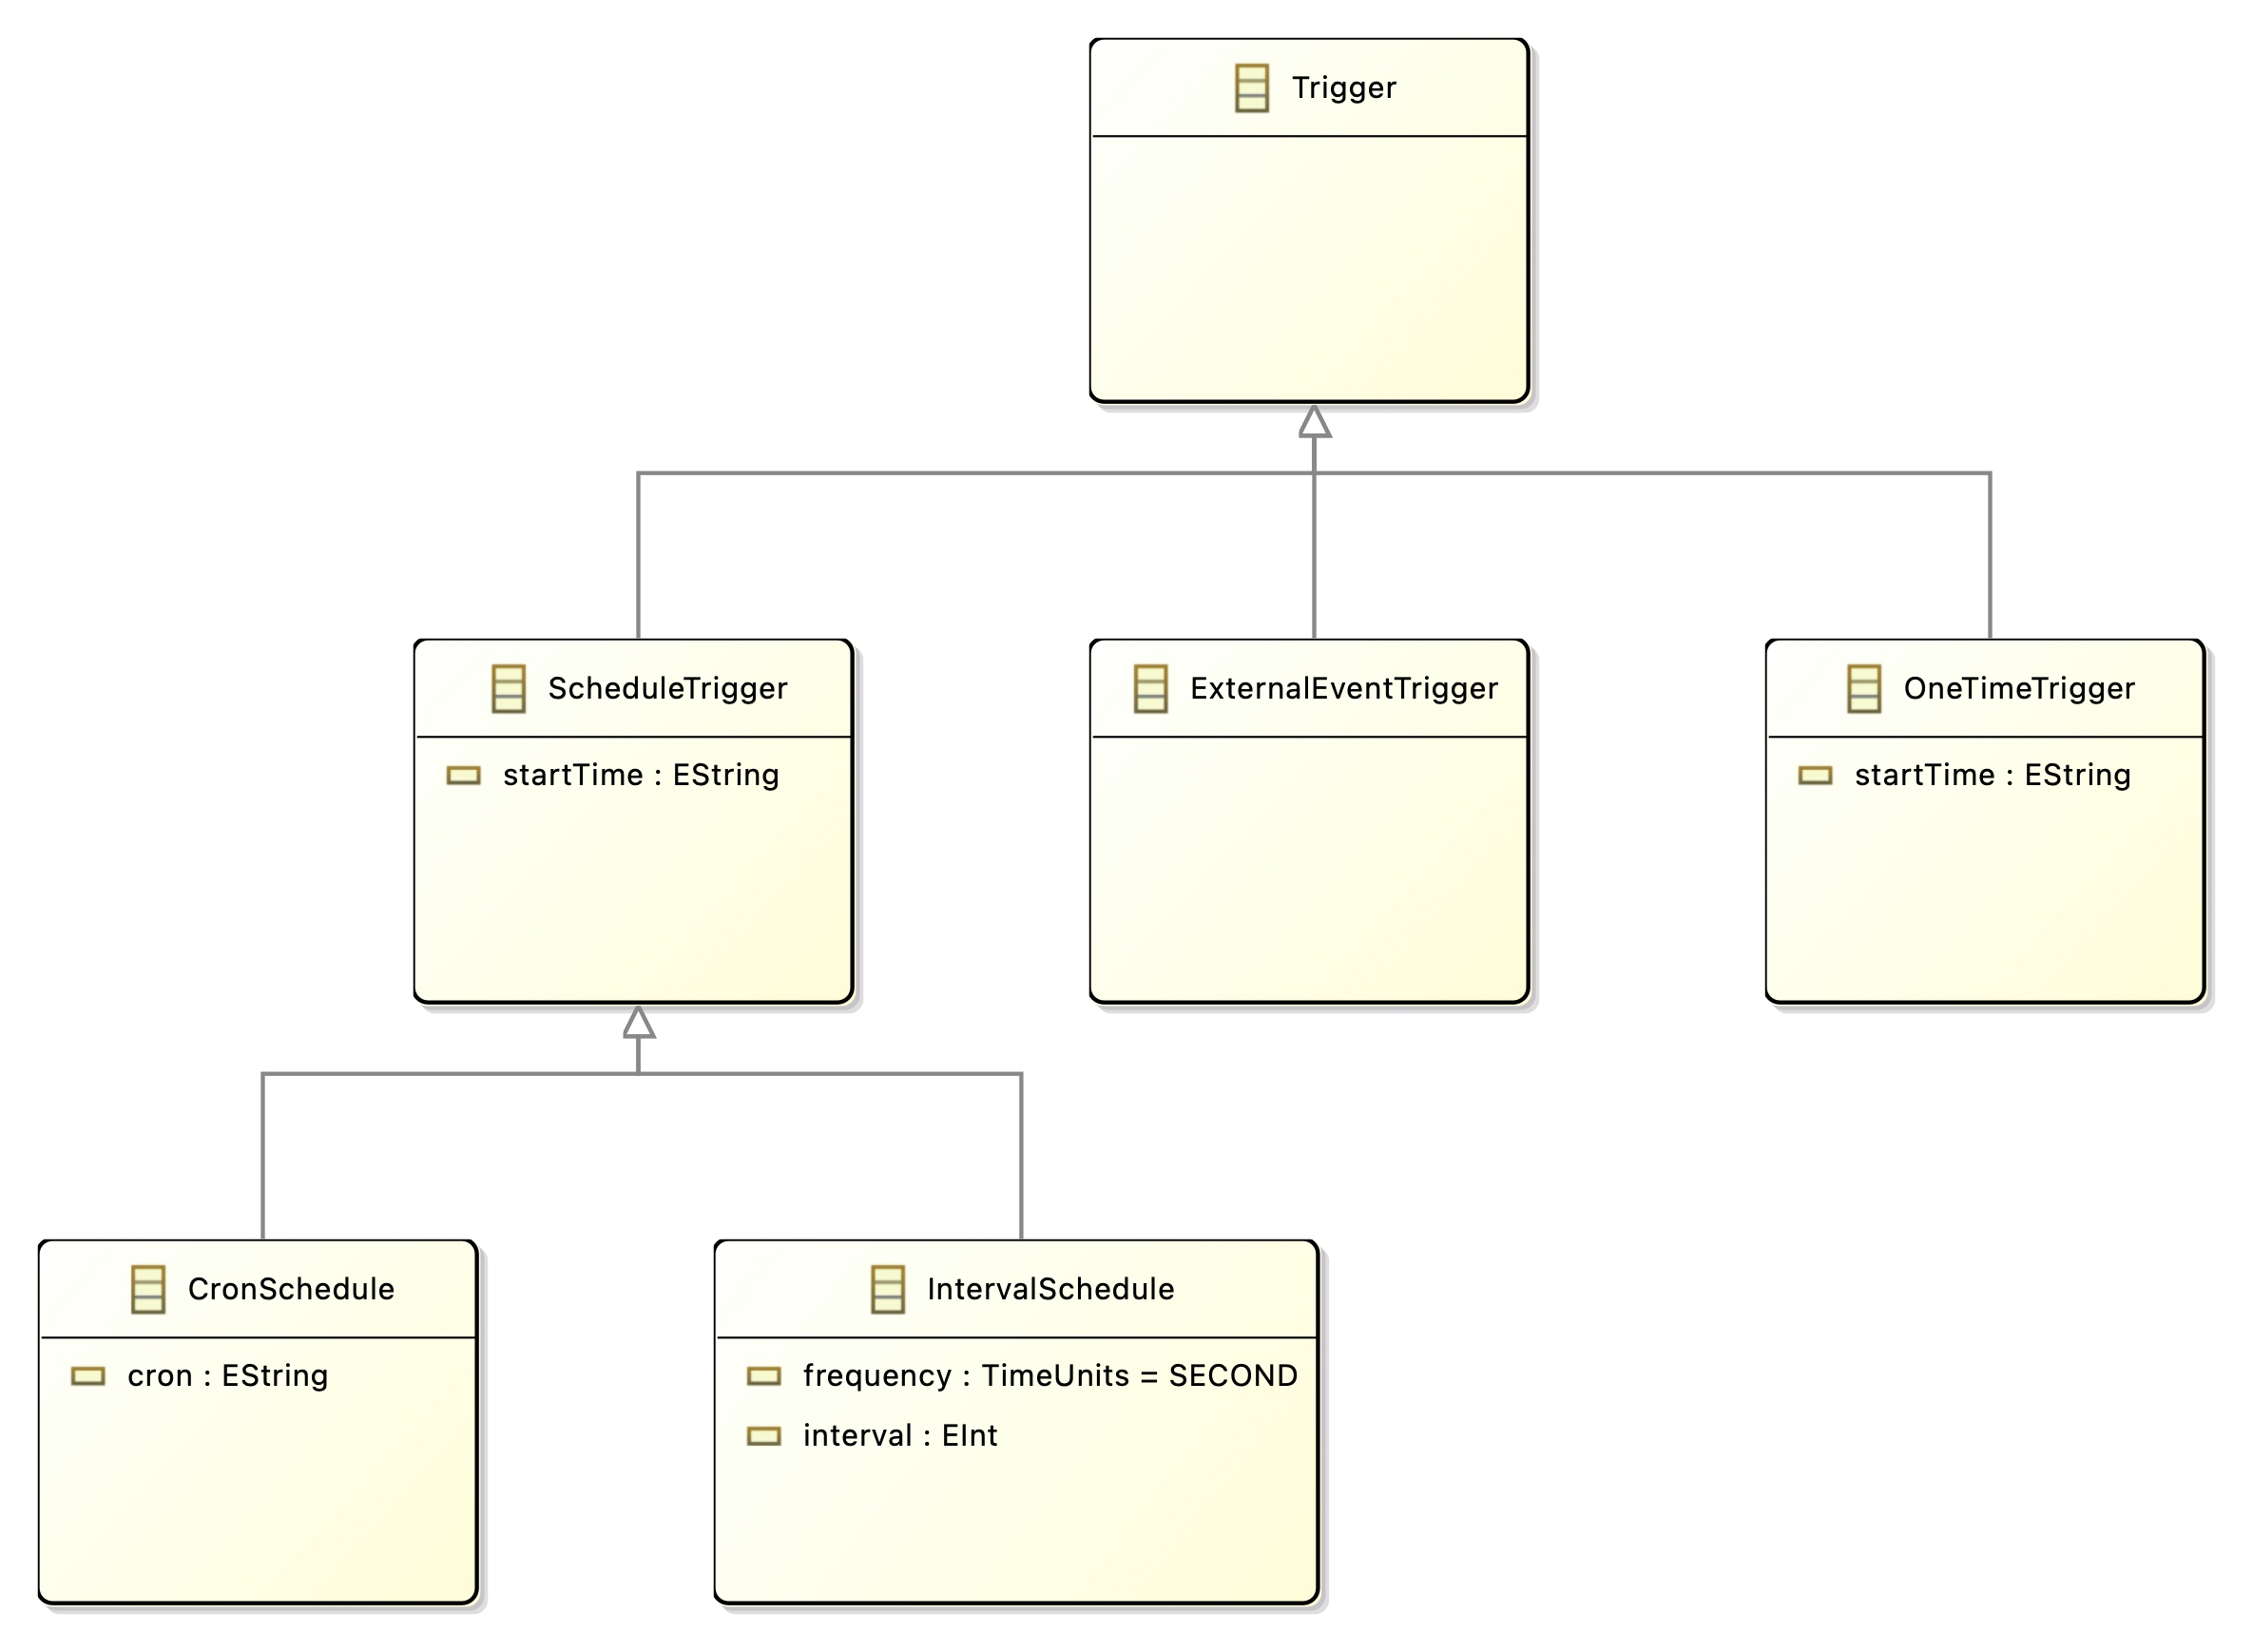 Trigger
ScheduleTrigger
startTime : EString
ExternalEventTrigger
OneTimeTrigger
startTime : EString
CronSchedule
cron : EString
IntervalSchedule
frequency : TimeUnits = SECOND
interval : EInt